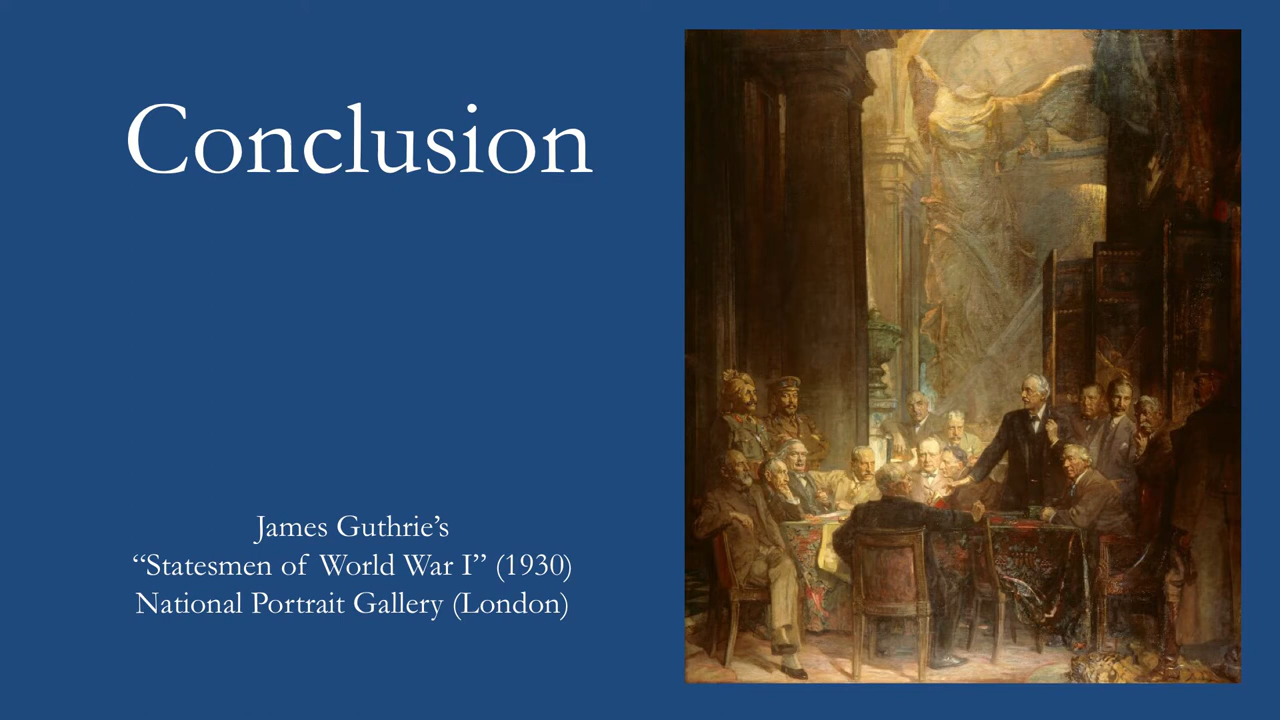 Conclusion
James Guthrie’s
“Statesmen of World War I” (1930)
National Portrait Gallery (London)